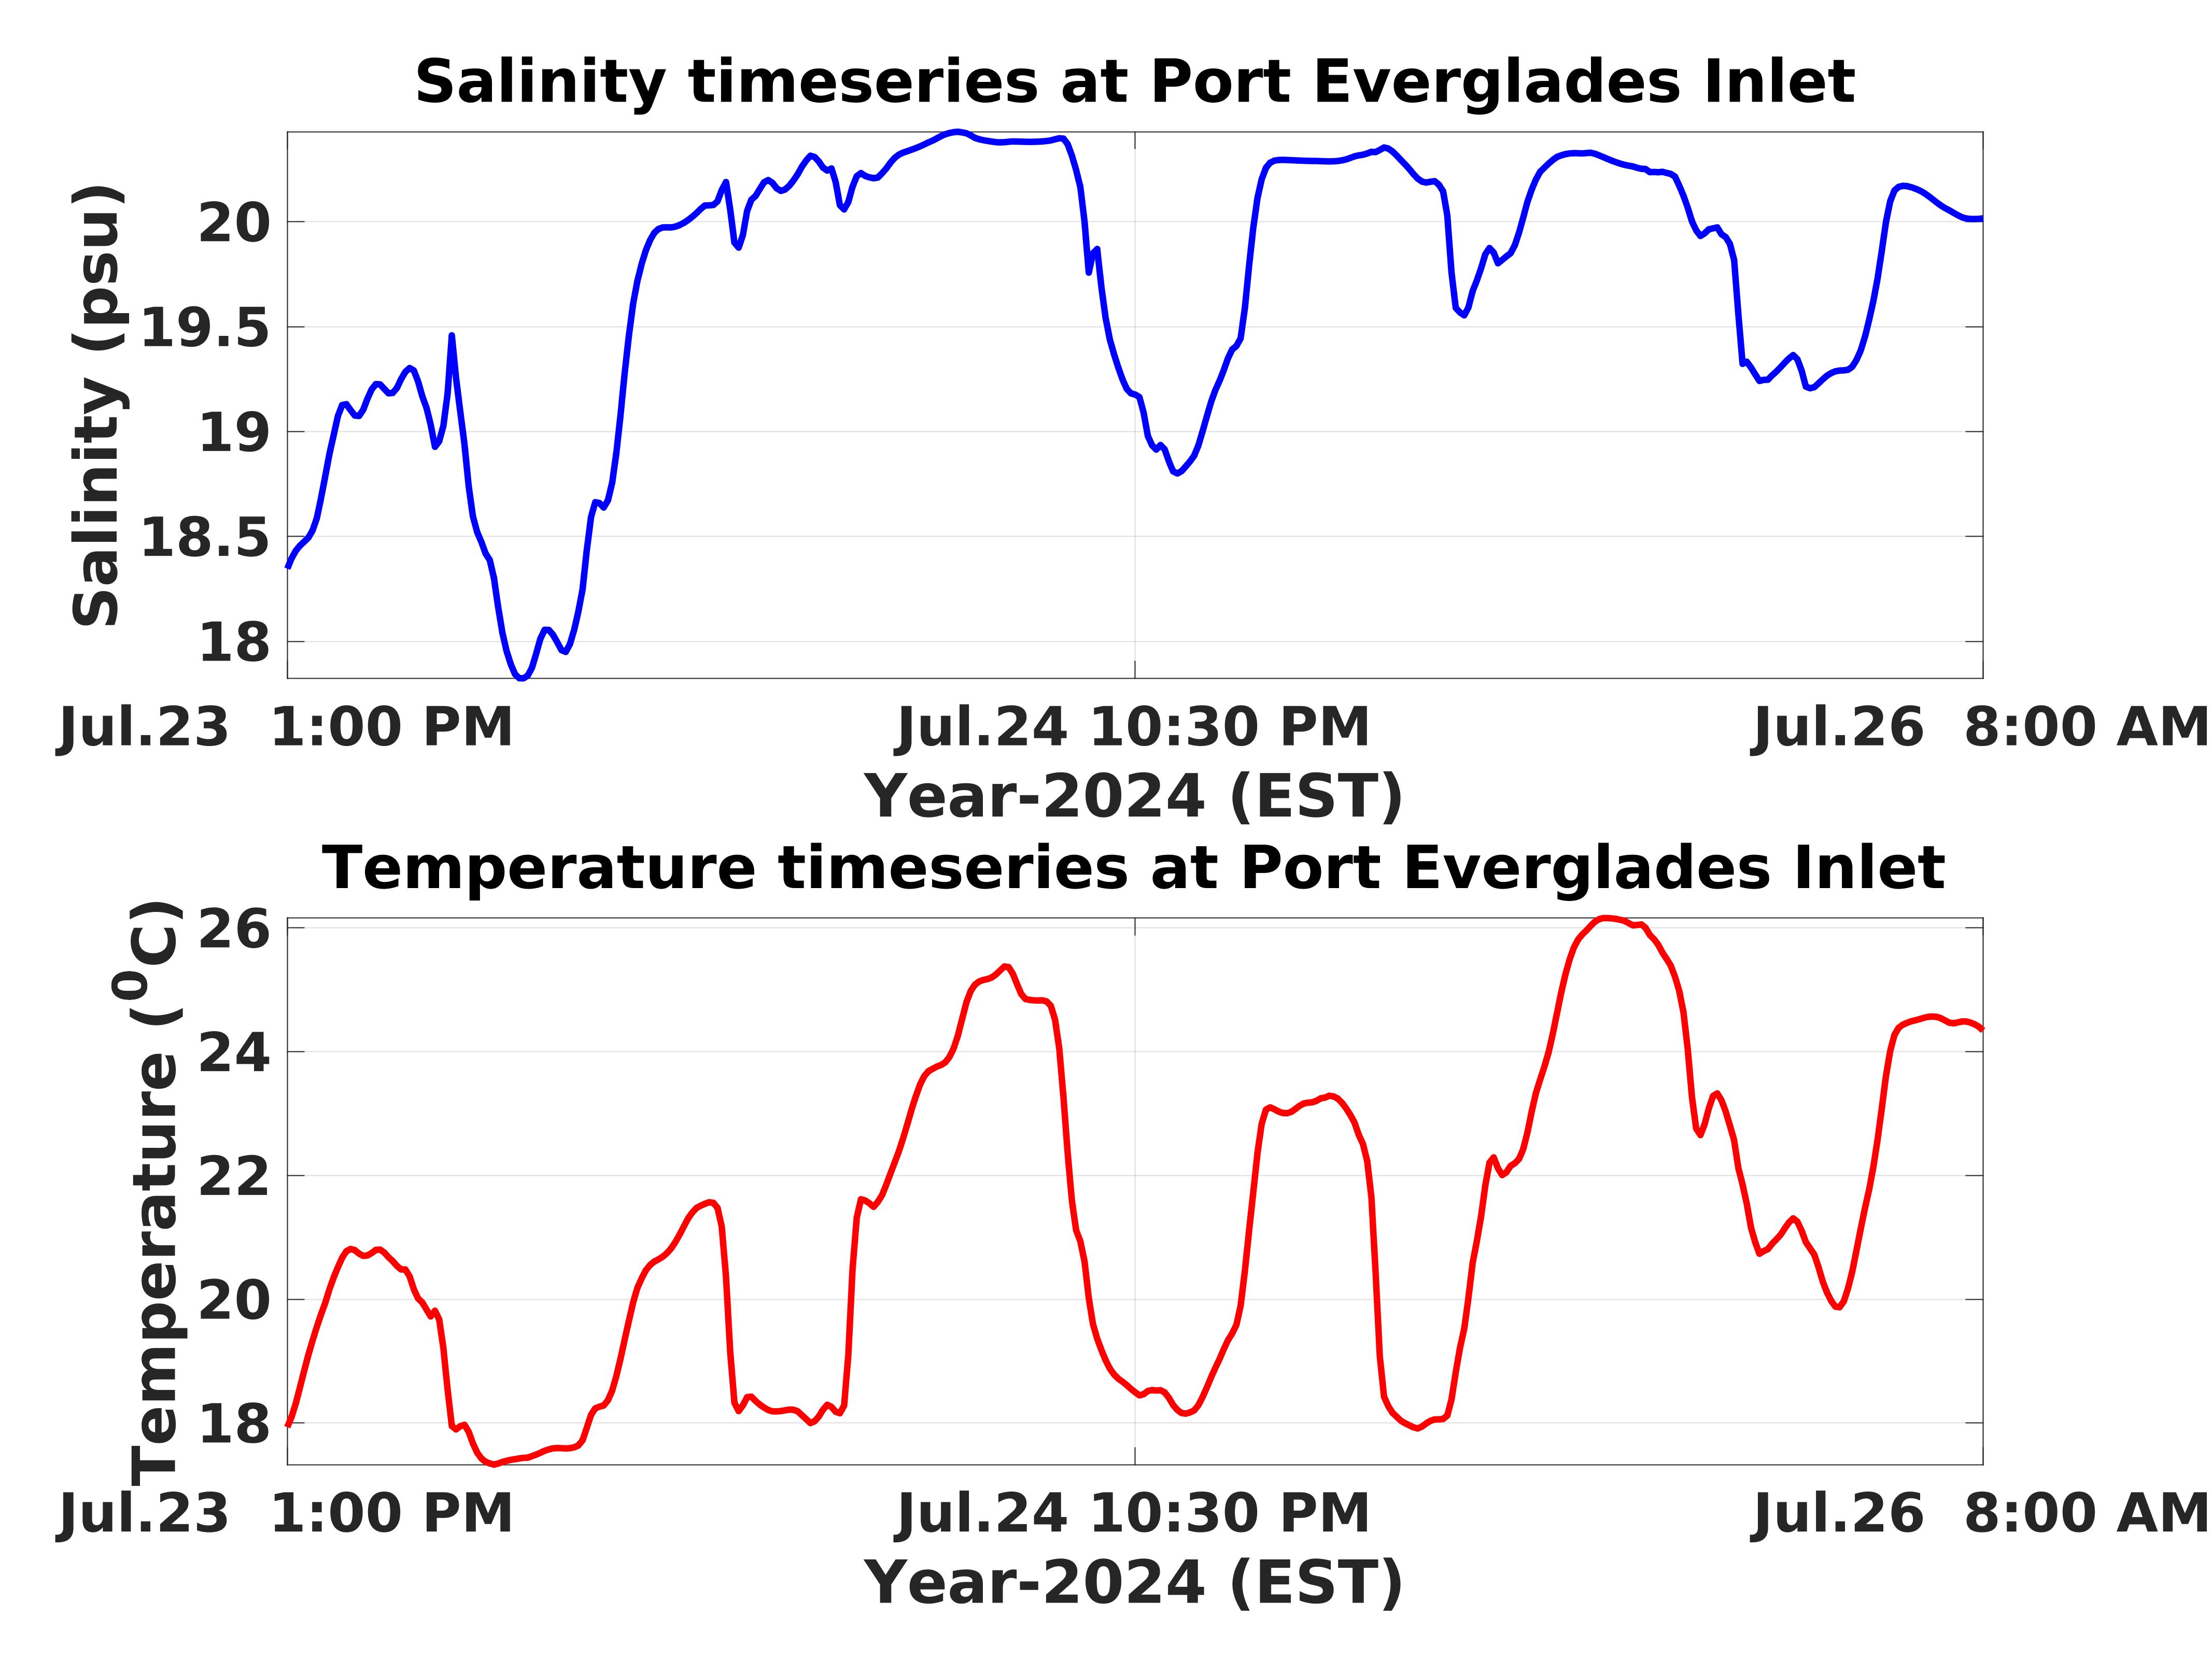 Salinity timeseries at Port Everglades Inlet
Salinity (psu)
20
19.5
19
18.5
18
Jul.23  1:00 PM
Jul.24 10:30 PM
Jul.26  8:00 AM
Year-2024 (EST)
Temperature timeseries at Port Everglades Inlet
Temperature (⁰C)
26
24
22
20
18
Jul.23  1:00 PM
Jul.24 10:30 PM
Jul.26  8:00 AM
Year-2024 (EST)